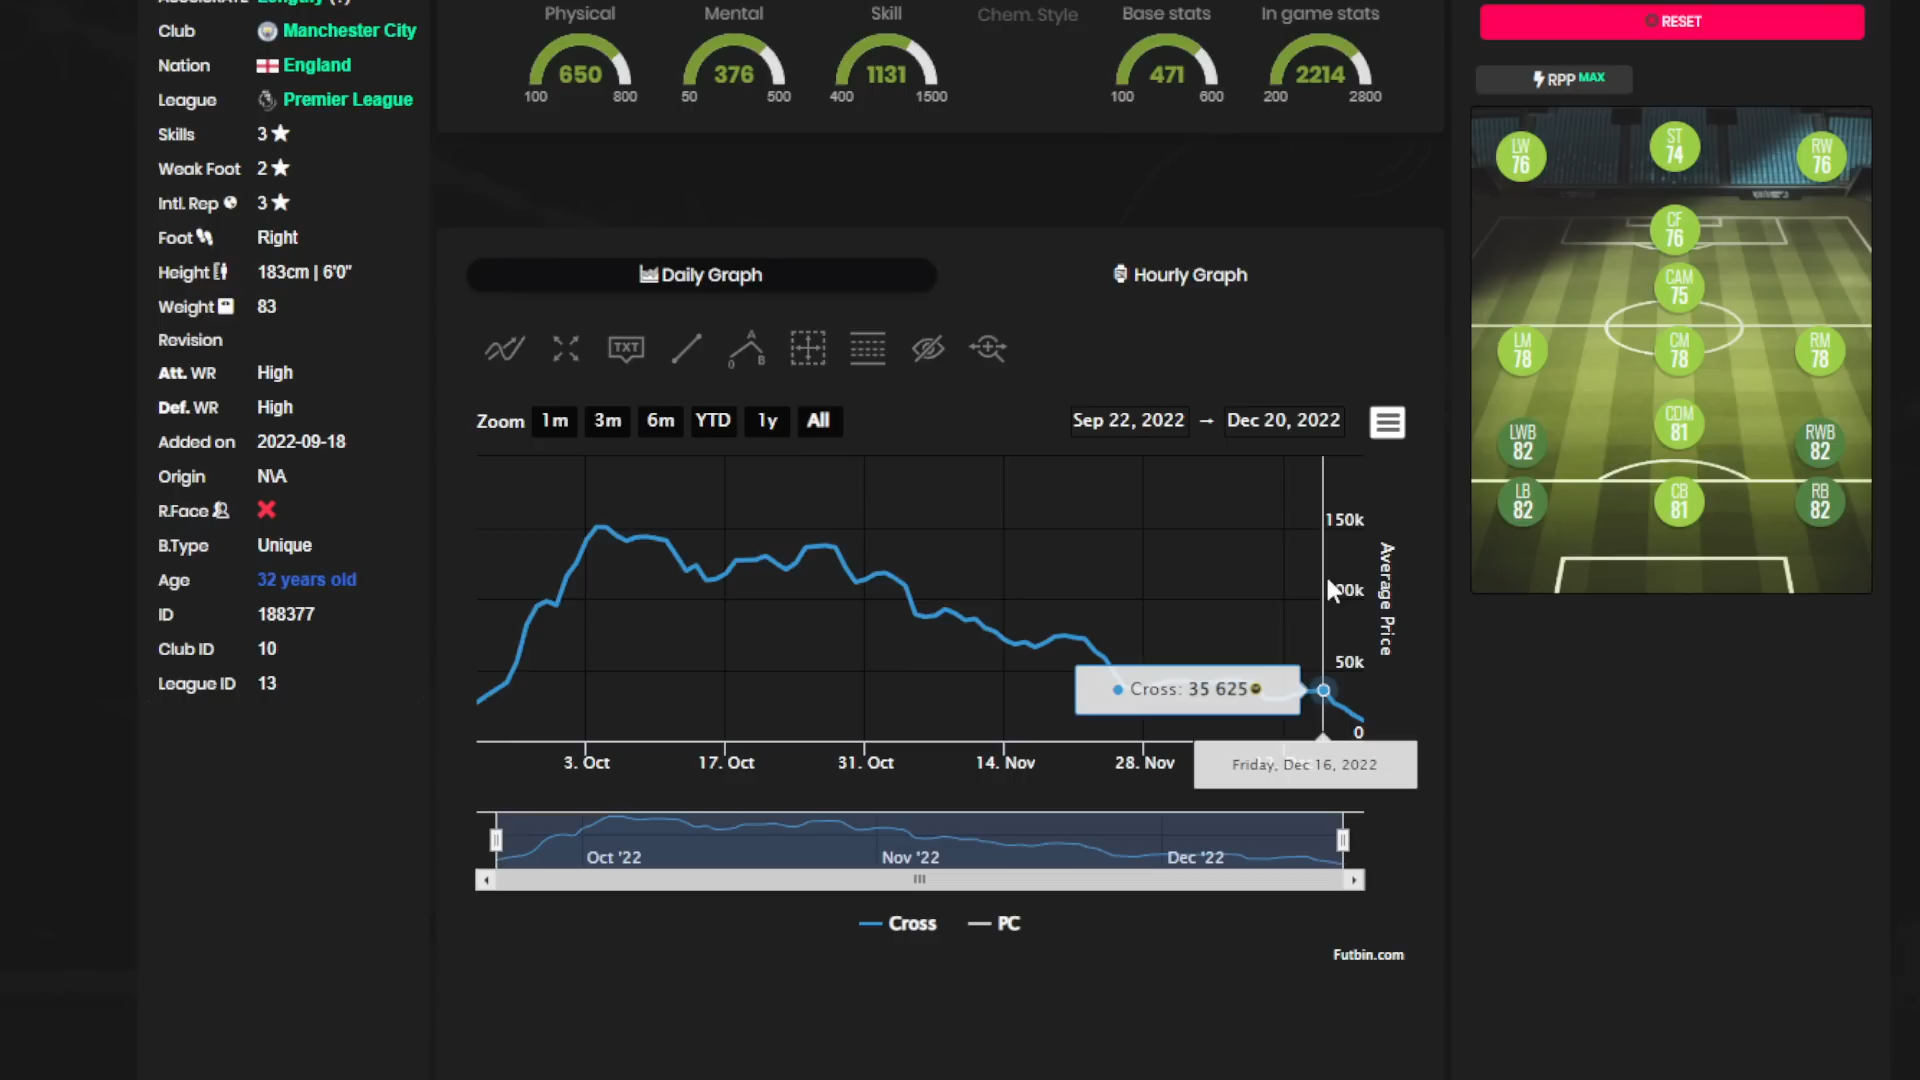 Physical
Mental
Skill
Chem. Style
Base stats
In game stats
650
376
1131
471
2214
100 800
50 500
400 1500
100 600
200 2800
Club Manchester City
Nation England
League Premier League
Skills 3
Weak Foot 2
Intl. Rep 3
Foot Right
Height 183cm | 6'0"
Weight 83
Revision
Att. WR High
Def. WR High
Added on 2022-09-18
Origin N\A
R.Face
B.Type Unique
Age 32 years old
ID 188377
Club ID 10
League ID 13
Daily Graph
Hourly Graph
TXT
A
0 B
Zoom 1m 3m 6m YTD 1y All
Sep 22, 2022 → Dec 20, 2022
150k
50k
0
Average Price
Cross: 35 625
3. Oct
17. Oct
31. Oct
14. Nov
28. Nov
Friday, Dec 16, 2022
Oct '22
Nov '22
Dec '22
Cross
PC
Futbin.com
RESET
RPP MAX
LW
76
ST
74
RW
76
CF
76
CAM
75
LM
78
CM
78
RM
78
CDM
81
LWB
82
RWB
82
LB
82
CB
81
RB
82